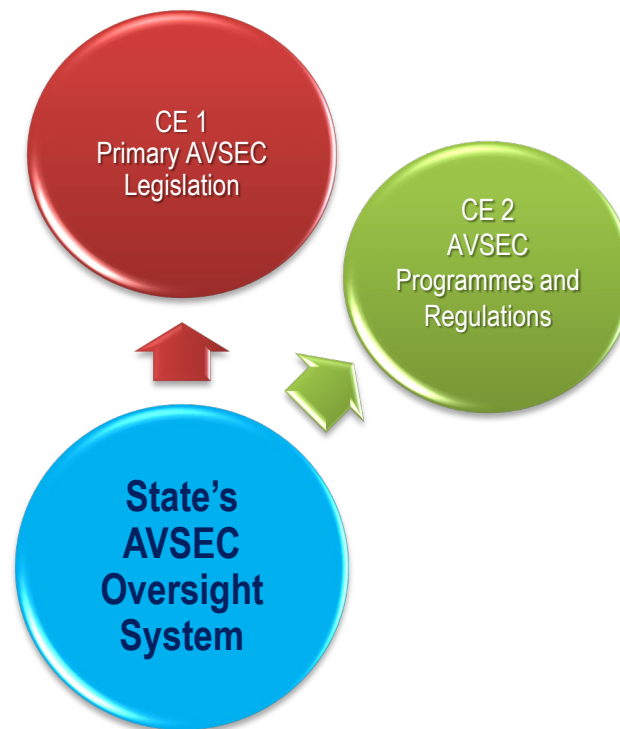 CE 1
Primary AVSEC
Legislation
CE 2
AVSEC
Programmes and
Regulations
State’s
AVSEC
Oversight
System